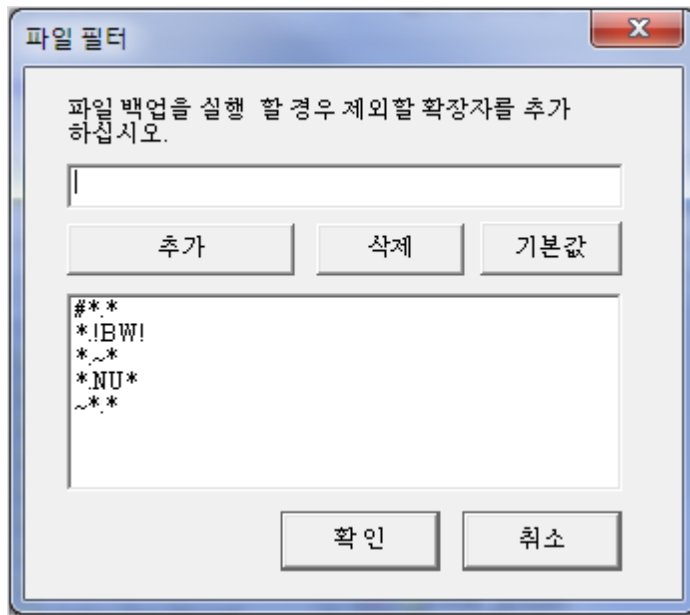 파일 필터
파일 백업을 실행  할 경우 제외할 확장자를 추가
하십시오.
추가 삭제 기본값
#*.*
*.!BW!
*.~*
*.NU*
~*.*
확인 취소